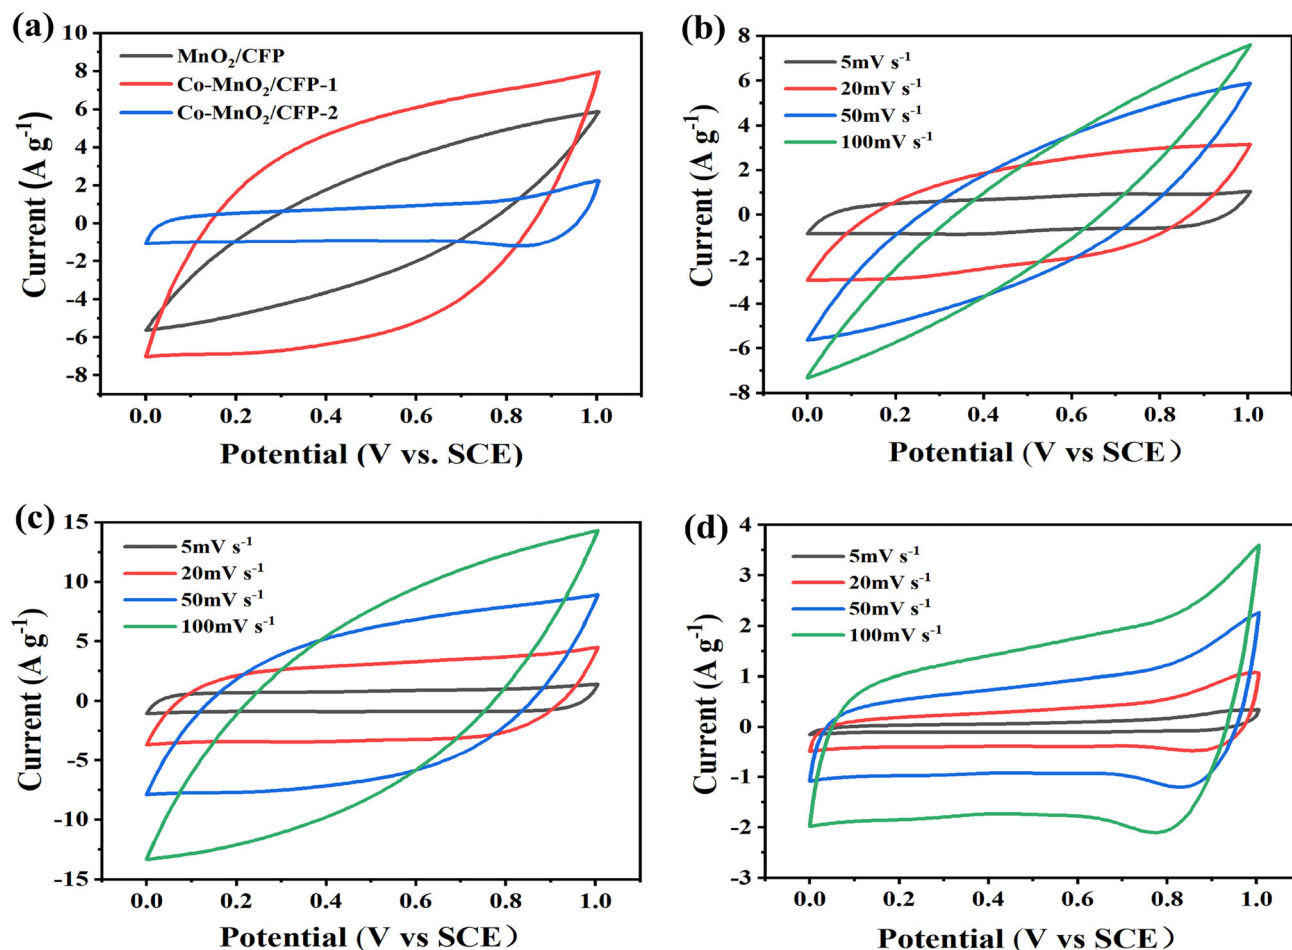 (a)
10
8
6
4
2
0
-2
-4
-6
-8
Current (A g⁻¹)
MnO₂/CFP
Co-MnO₂/CFP-1
Co-MnO₂/CFP-2
0.0 0.2 0.4 0.6 0.8 1.0
Potential (V vs. SCE)
(b)
8
6
4
2
0
-2
-4
-6
-8
Current (A g⁻¹)
5mV s⁻¹
20mV s⁻¹
50mV s⁻¹
100mV s⁻¹
0.0 0.2 0.4 0.6 0.8 1.0
Potential (V vs SCE）
(c)
15
10
5
0
-5
-10
-15
Current (A g⁻¹)
5mV s⁻¹
20mV s⁻¹
50mV s⁻¹
100mV s⁻¹
0.0 0.2 0.4 0.6 0.8 1.0
Potential (V vs SCE）
(d)
4
3
2
1
0
-1
-2
-3
Current (A g⁻¹)
5mV s⁻¹
20mV s⁻¹
50mV s⁻¹
100mV s⁻¹
0.0 0.2 0.4 0.6 0.8 1.0
Potential (V vs SCE）